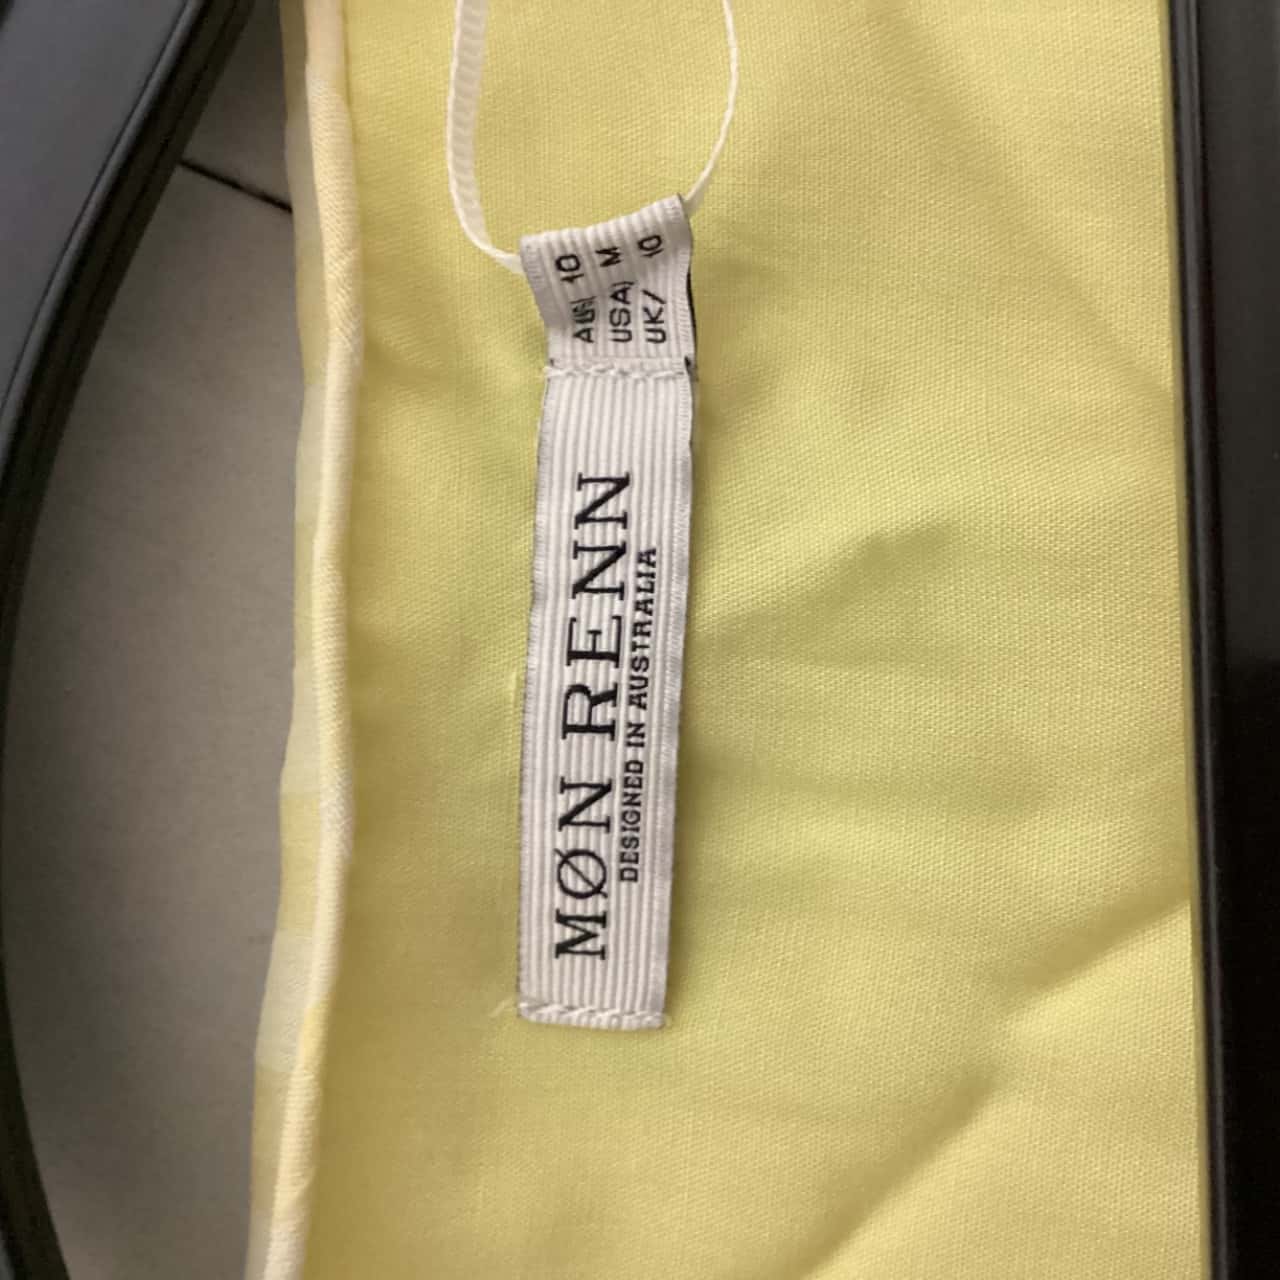 AUS| 10
USA| M
UK/ 10
MØN RENN
DESIGNED IN AUSTRALIA